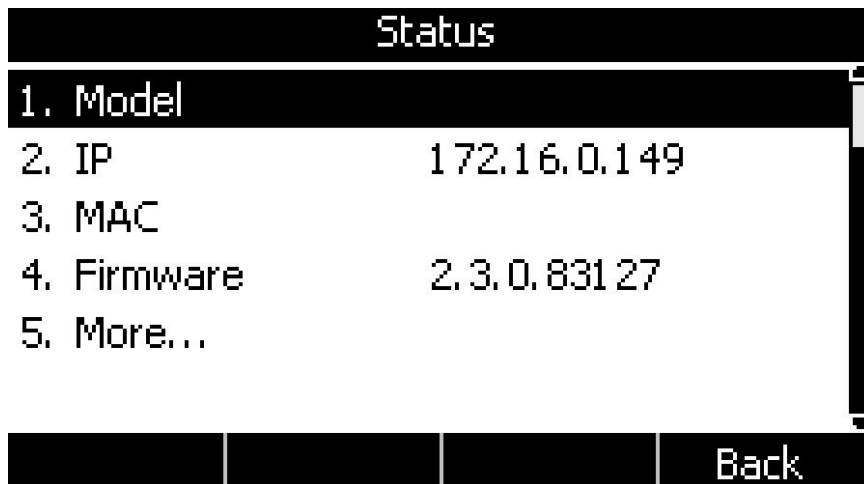 Status
1. Model
2. IP 172.16.0.149
3. MAC
4. Firmware 2.3.0.83127
5. More...
Back